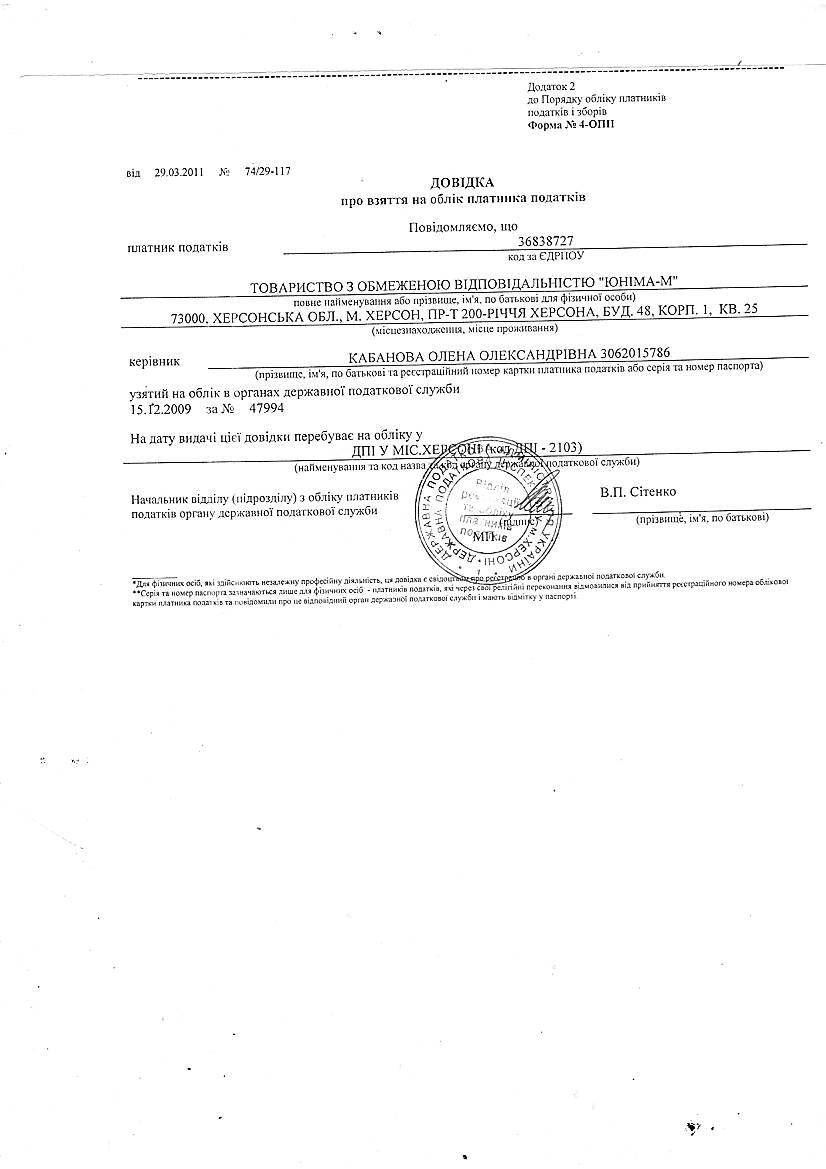 Додаток 2
до Порядку обліку платників
податків і зборів
Форма № 4-ОПП
від 29.03.2011 № 74/29-117
ДОВІДКА
про взяття на облік платника податків
Повідомляємо, що
платник податків 36838727
код за ЄДРПОУ
ТОВАРИСТВО З ОБМЕЖЕНОЮ ВІДПОВІДАЛЬНІСТЮ "ЮНІМА-М"
повне найменування або прізвище, ім'я, по батькові для фізичної особи)
73000, ХЕРСОНСЬКА ОБЛ., М. ХЕРСОН, ПР-Т 200-РІЧЧЯ ХЕРСОНА, БУД. 48, КОРП. 1, КВ. 25
(місцезнаходження, місце проживання)
керівник КАБАНОВА ОЛЕНА ОЛЕКСАНДРІВНА 3062015786
(прізвище, ім'я, по батькові та реєстраційний номер картки платника податків або серія та номер паспорта)
узятий на облік в органах державної податкової служби
15.12.2009 за № 47994
На дату видачі цієї довідки перебуває на обліку у
ДПІ У МІС.ХЕРСОНІ (код ДПІ - 2103)
(найменування та код назва та код органу державної податкової служби)
Начальник відділу (підрозділу) з обліку платників
податків органу державної податкової служби
В.П. Сітенко
(підпис)
(прізвище, ім'я, по батькові)
МП
Відділ
та обліку
платників
податків
*Для фізичних осіб, які здійснюють незалежну професійну діяльність, ця довідка є свідоцтвом про реєстрацію в органі державної податкової служби.
**Серія та номер паспорта зазначаються лише для фізичних осіб - платників податків, які через свої релігійні переконання відмовилися від прийняття реєстраційного номера облікової
картки платника податків та повідомили про це відповідний орган державної податкової служби і мають відмітку у паспорті